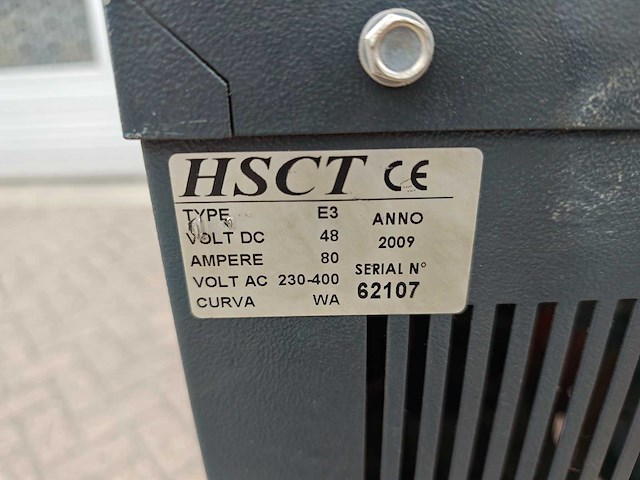 HSCT CE
TYPE E3
VOLT DC 48
AMPERE 80
VOLT AC 230-400
CURVA WA
ANNO
2009
SERIAL N°
62107